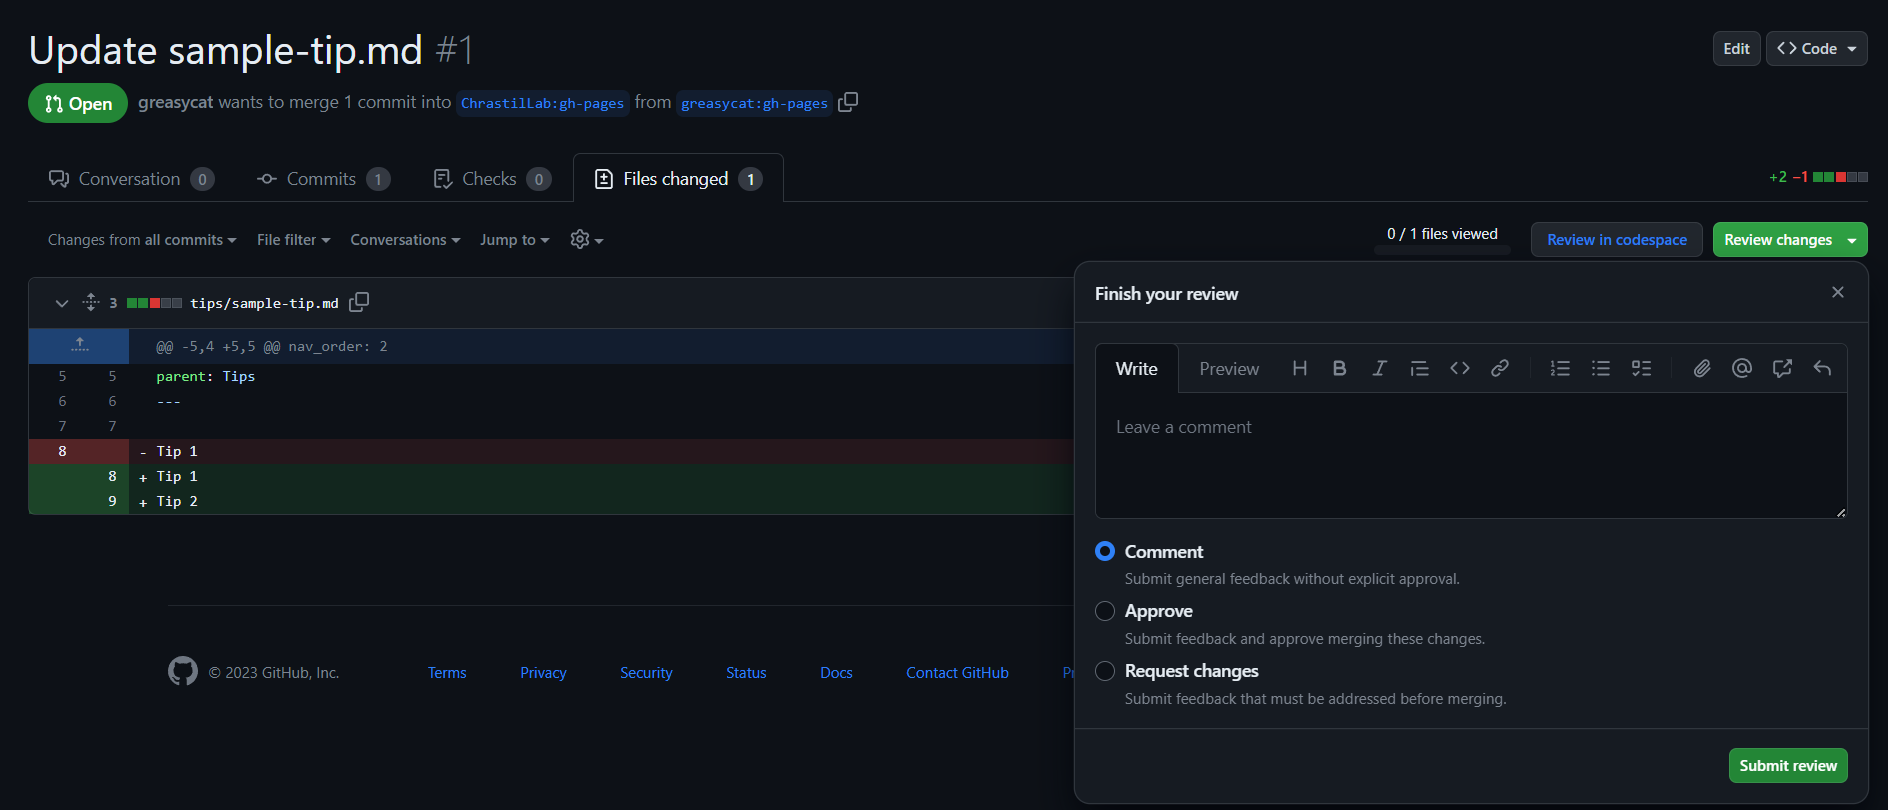 Update sample-tip.md #1
Edit
Code
Open
greasycat wants to merge 1 commit into ChrastilLab:gh-pages from greasycat:gh-pages
Conversation 0
Commits 1
Checks 0
Files changed 1
+2 −1
Changes from all commits
File filter
Conversations
Jump to
0 / 1 files viewed
Review in codespace
Review changes
3 tips/sample-tip.md
@@ -5,4 +5,5 @@ nav_order: 2
5 5 parent: Tips
6 6 ---
7 7
8 - Tip 1
8 + Tip 1
9 + Tip 2
Finish your review
Write
Preview
Leave a comment
Comment
Submit general feedback without explicit approval.
Approve
Submit feedback and approve merging these changes.
Request changes
Submit feedback that must be addressed before merging.
Submit review
© 2023 GitHub, Inc.
Terms
Privacy
Security
Status
Docs
Contact GitHub